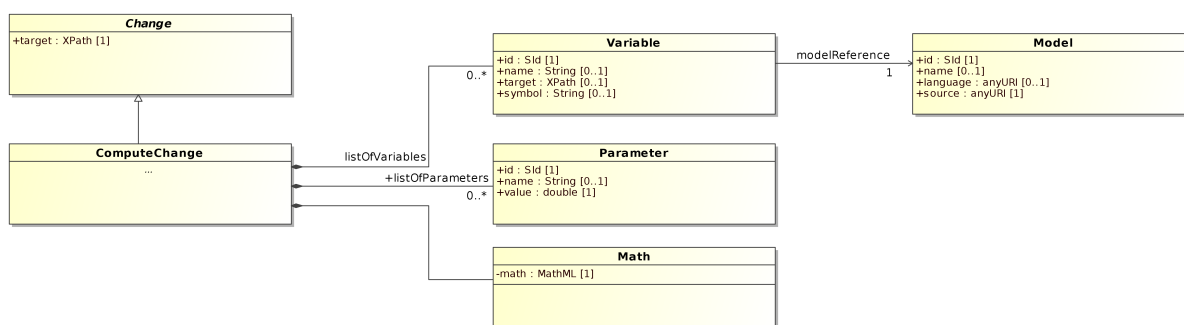 Change
+target : XPath [1]
ComputeChange
...
listOfVariables
0..*
+listOfParameters
0..*
Variable
+id : SId [1]
+name : String [0..1]
+target : XPath [0..1]
+symbol : String [0..1]
modelReference
1
Model
+id : SId [1]
+name [0..1]
+language : anyURI [0..1]
+source : anyURI [1]
Parameter
+id : SId [1]
+name : String [0..1]
+value : double [1]
Math
-math : MathML [1]